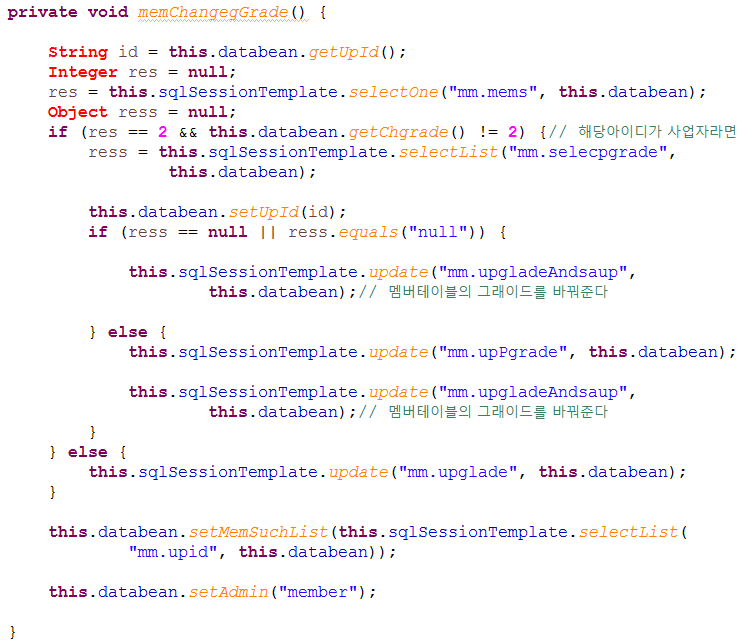 private void memChangeqGrade() {
String id = this.databean.getUpId();
Integer res = null;
res = this.sqlSessionTemplate.selectOne("mm.mems", this.databean);
Object ress = null;
if (res == 2 && this.databean.getChgrade() != 2) {// 해당아이디가 사업자라면
ress = this.sqlSessionTemplate.selectList("mm.selecpgrade",
this.databean);
this.databean.setUpId(id);
if (ress == null || ress.equals("null")) {
this.sqlSessionTemplate.update("mm.upgladeAndsaup",
this.databean);// 멤버테이블의 그래이드를 바꿔준다
} else {
this.sqlSessionTemplate.update("mm.upPgrade", this.databean);
this.sqlSessionTemplate.update("mm.upgladeAndsaup",
this.databean);// 멤버테이블의 그래이드를 바꿔준다
}
} else {
this.sqlSessionTemplate.update("mm.upglade", this.databean);
}
this.databean.setMemSuchList(this.sqlSessionTemplate.selectList(
"mm.upid", this.databean));
this.databean.setAdmin("member");
}